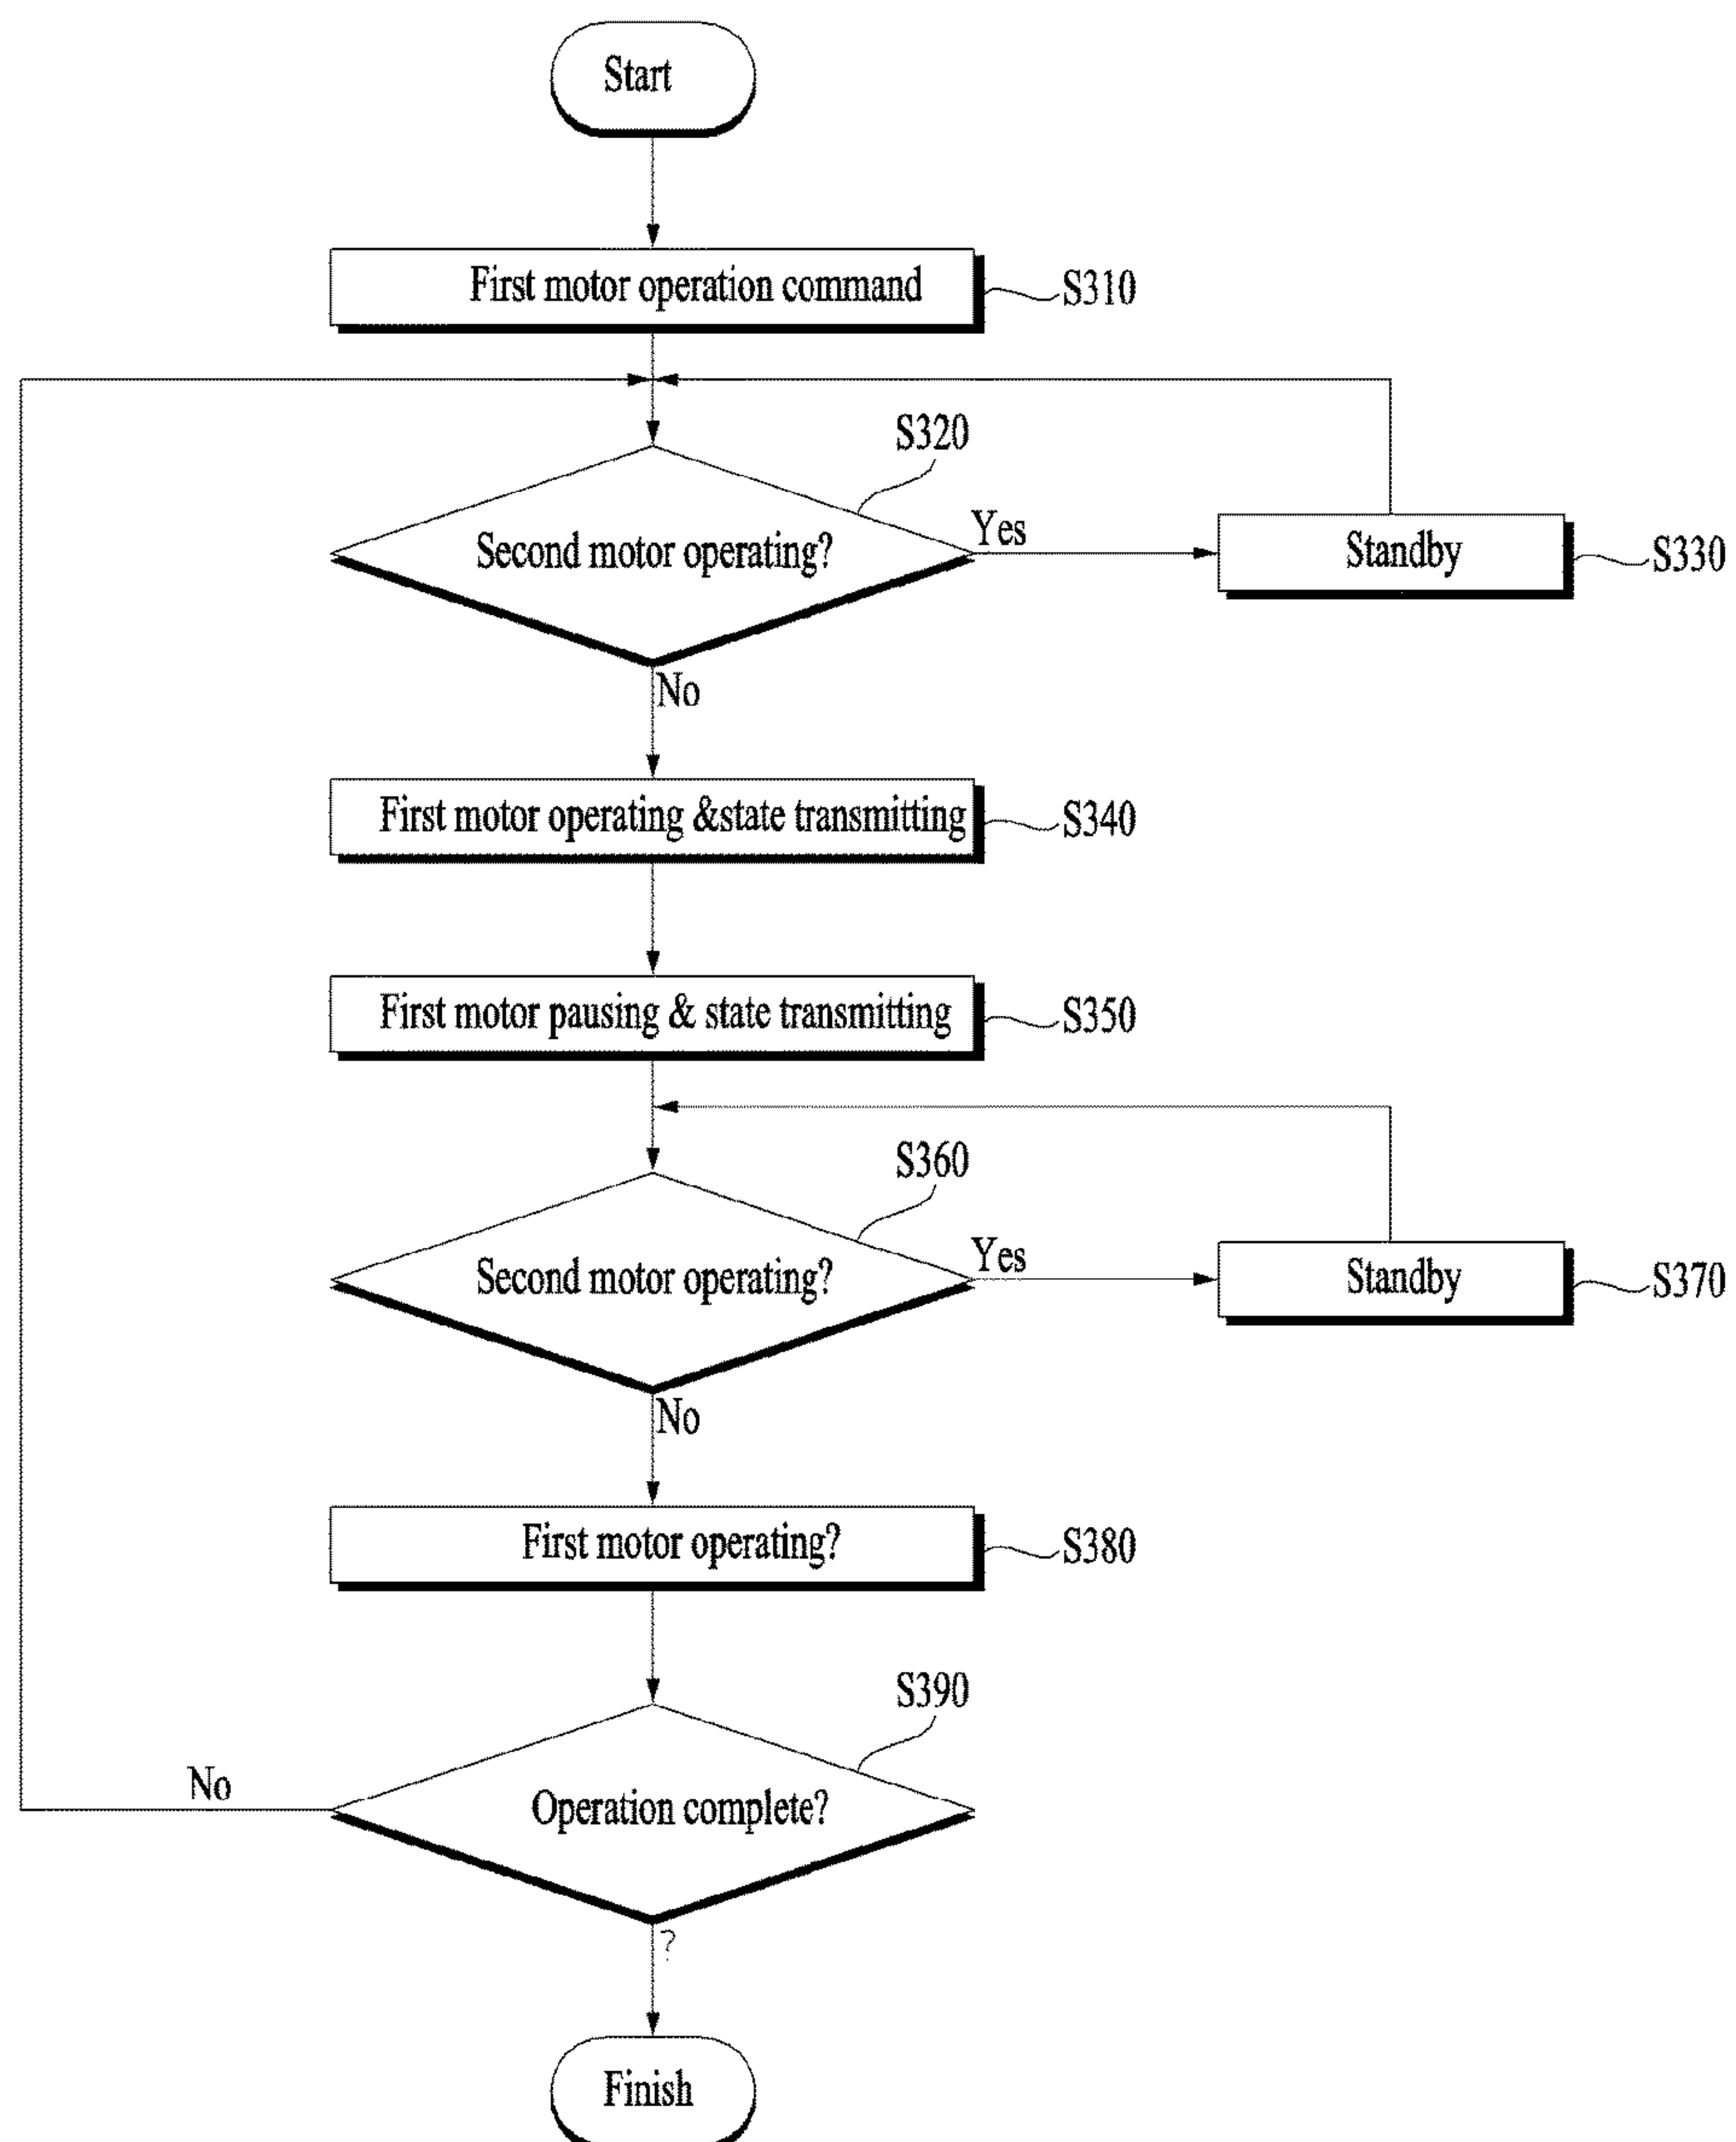 Start
First motor operation command
S310
S320
Second motor operating?
Yes
Standby
S330
No
First motor operating &state transmitting
S340
First motor pausing & state transmitting
S350
S360
Second motor operating?
Yes
Standby
S370
No
First motor operating?
S380
S390
No
Operation complete?
?
Finish